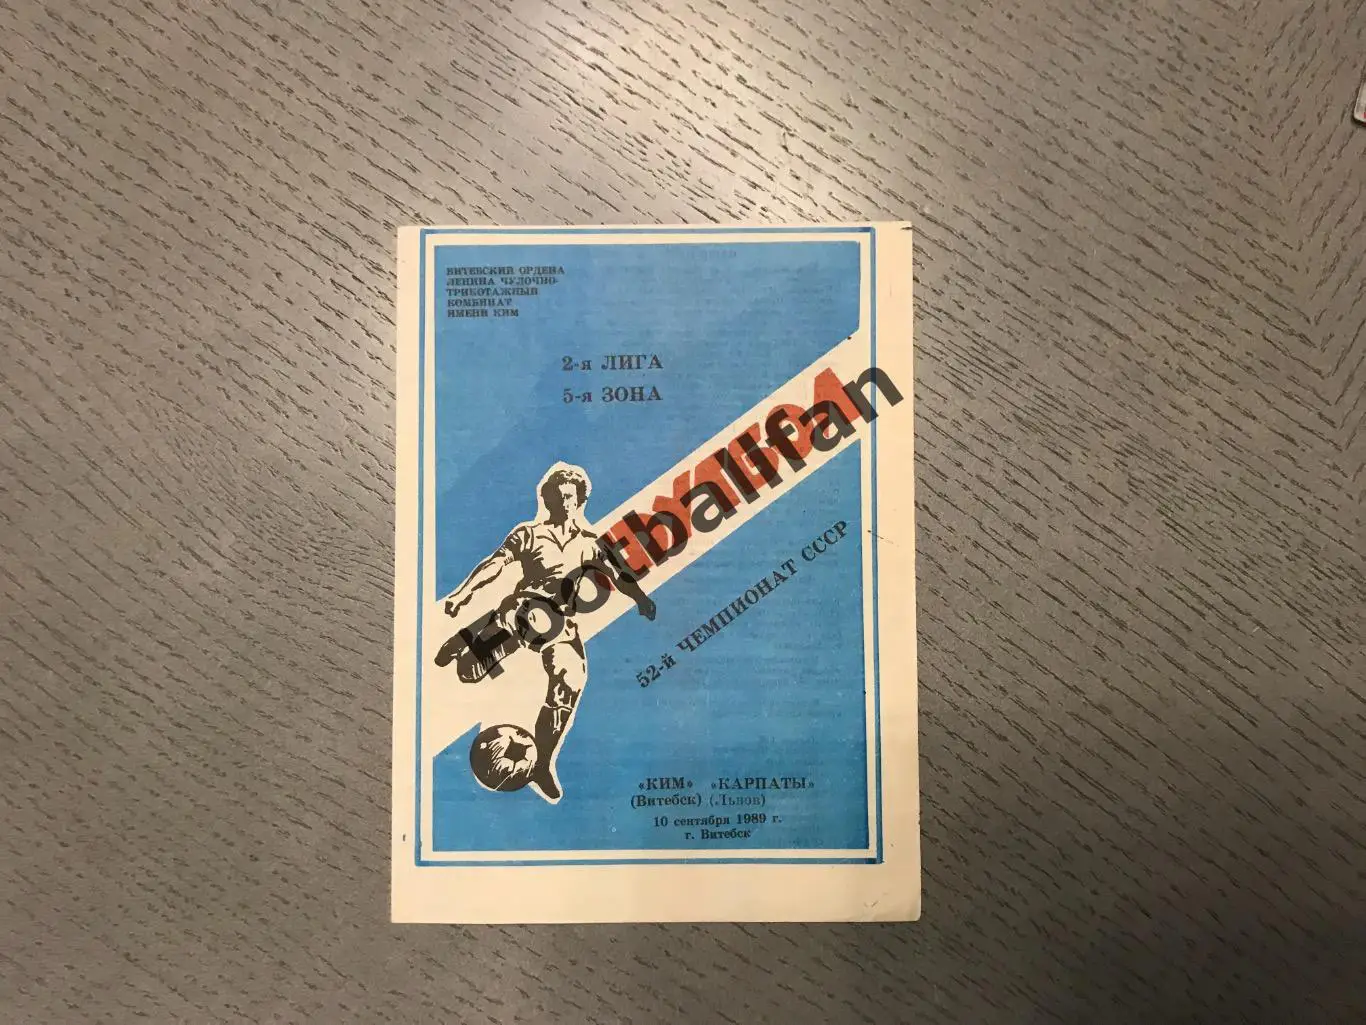 ВИТЕБСКИЙ ОРДЕНА
ЛЕНИНА ЧУЛОЧНО-
ТРИКОТАЖНЫЙ
КОМБИНАТ
ИМЕНИ КИМ
2-я ЛИГА
5-я ЗОНА
ФУТБОЛ
Footballfan
52-й ЧЕМПИОНАТ СССР
«КИМ» «КАРПАТЫ»
(Витебск) (Львов)
10 сентября 1989 г.
г. Витебск